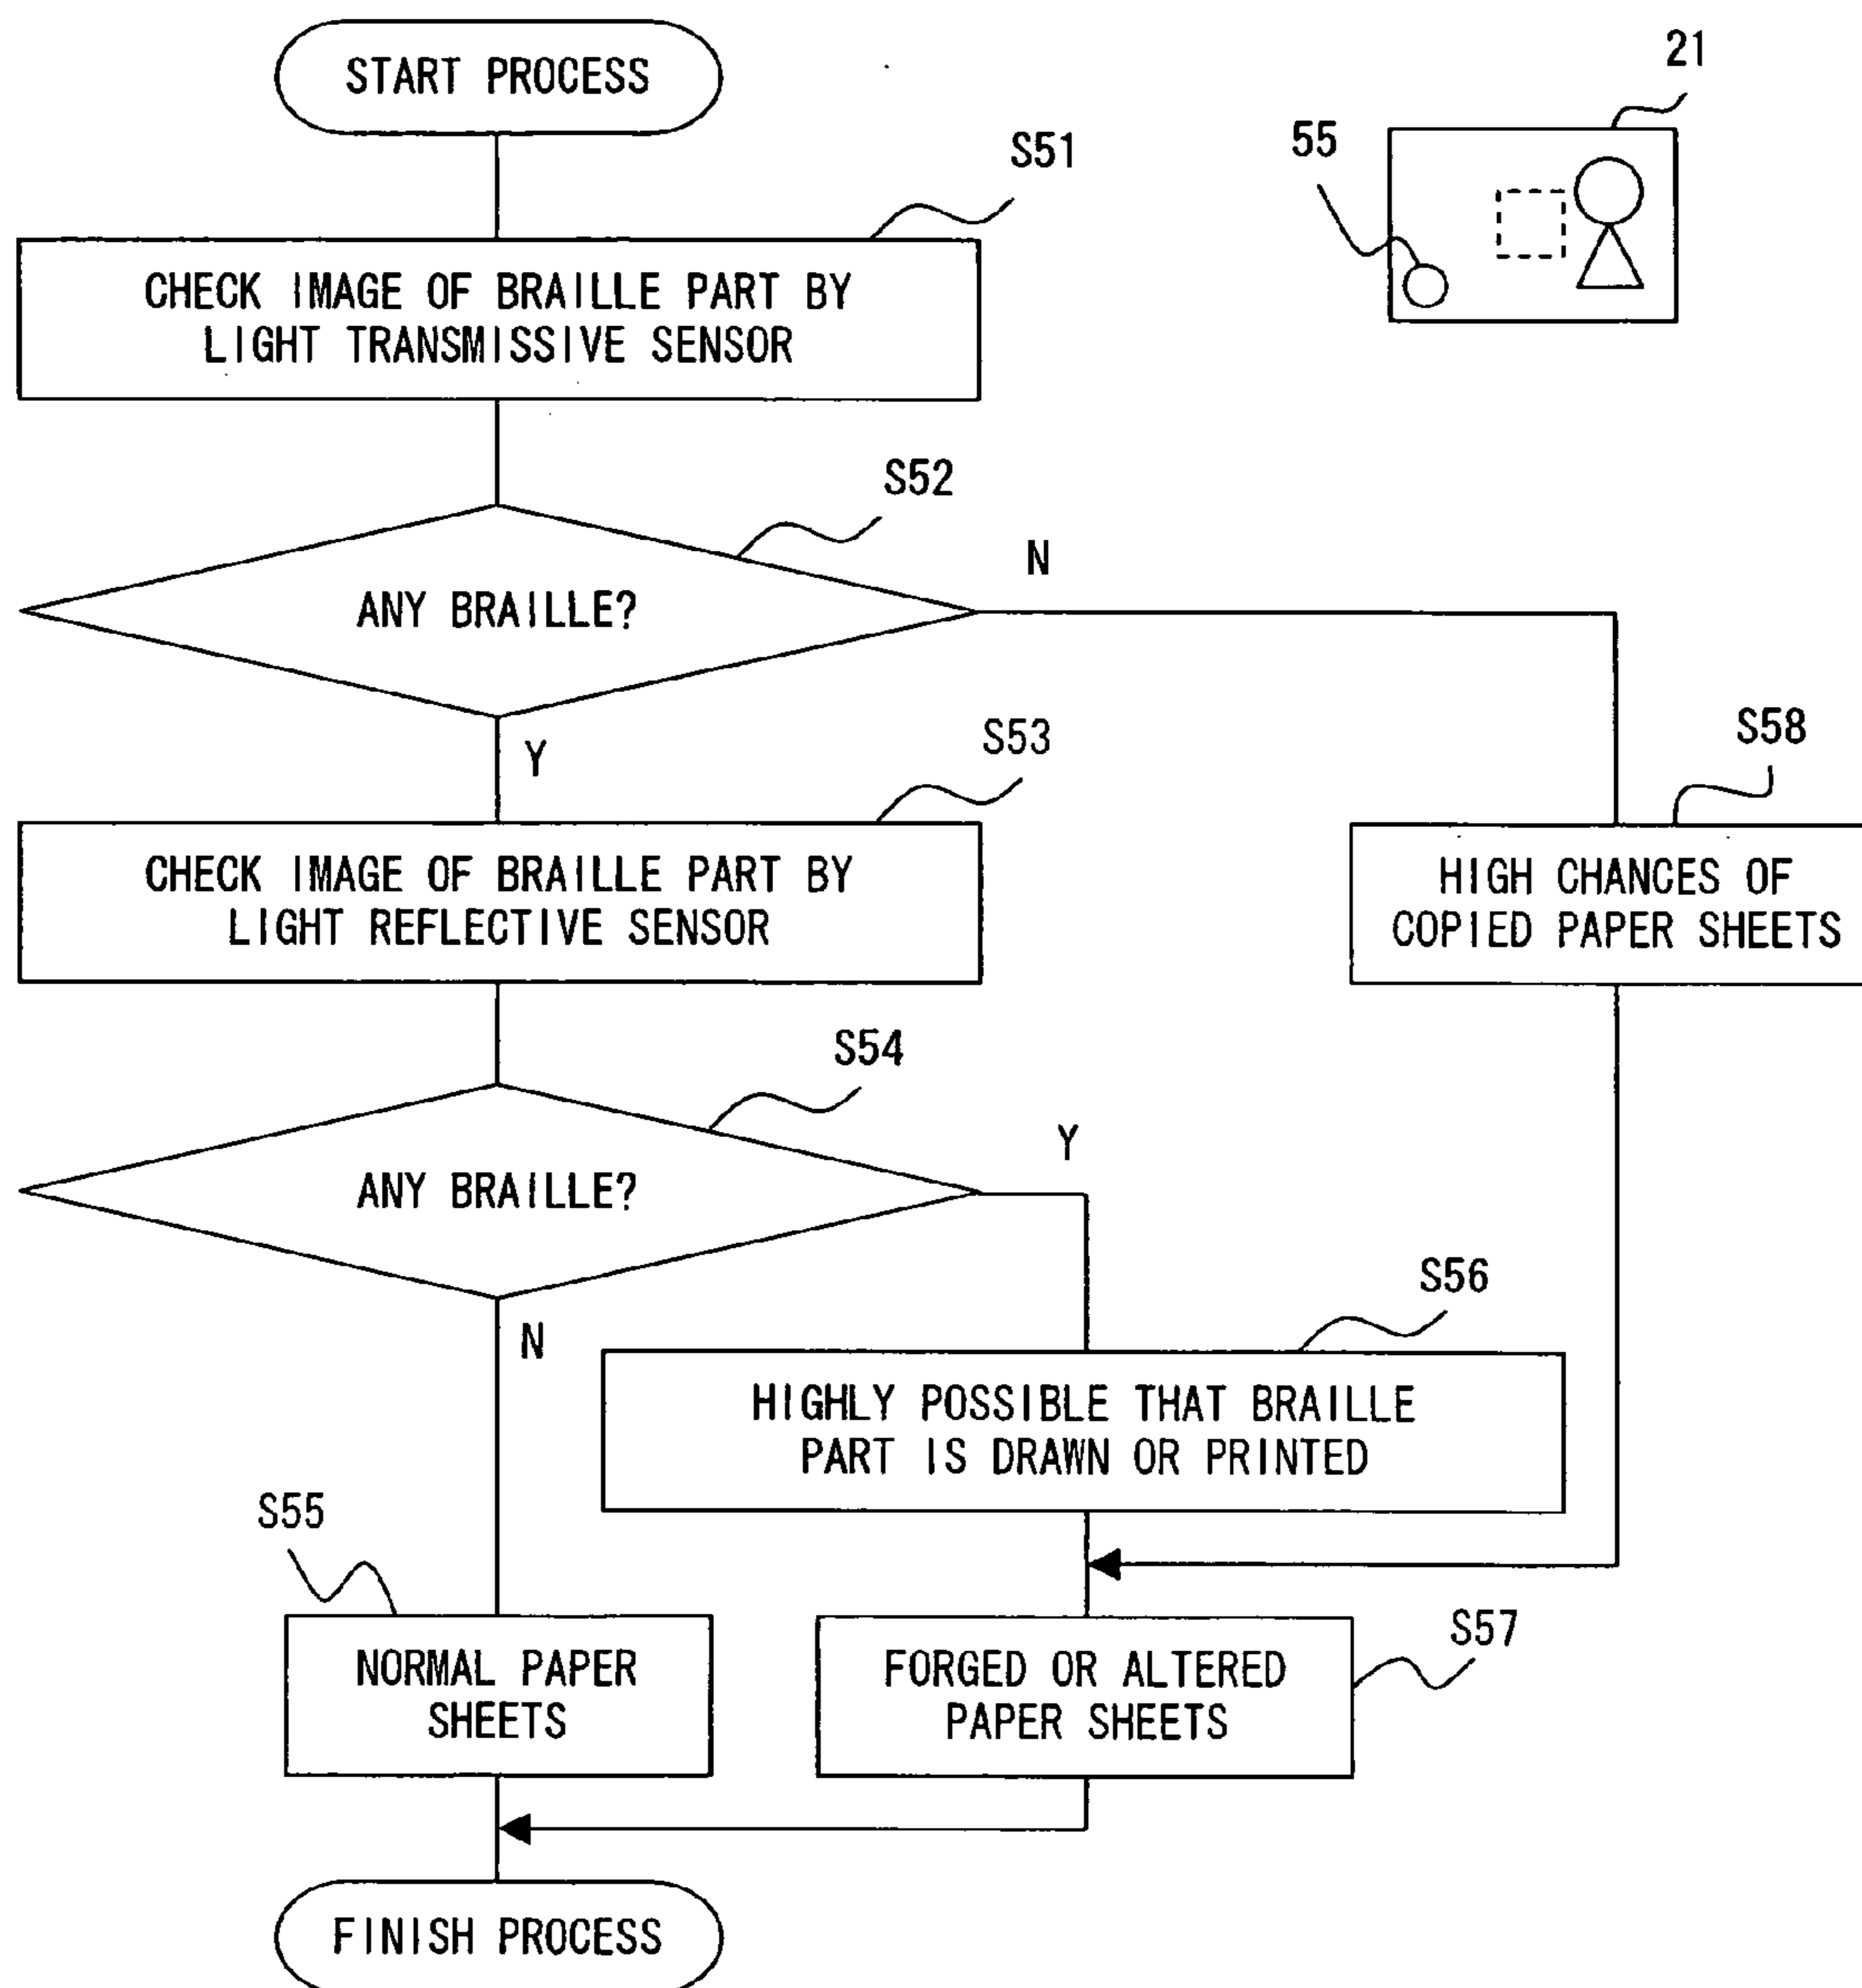 START PROCESS
21
55
S51
CHECK IMAGE OF BRAILLE PART BY
LIGHT TRANSMISSIVE SENSOR
S52
ANY BRAILLE?
N
Y
S53
CHECK IMAGE OF BRAILLE PART BY
LIGHT REFLECTIVE SENSOR
S58
HIGH CHANCES OF
COPIED PAPER SHEETS
S54
ANY BRAILLE?
Y
N
S56
HIGHLY POSSIBLE THAT BRAILLE
PART IS DRAWN OR PRINTED
S55
NORMAL PAPER
SHEETS
S57
FORGED OR ALTERED
PAPER SHEETS
FINISH PROCESS